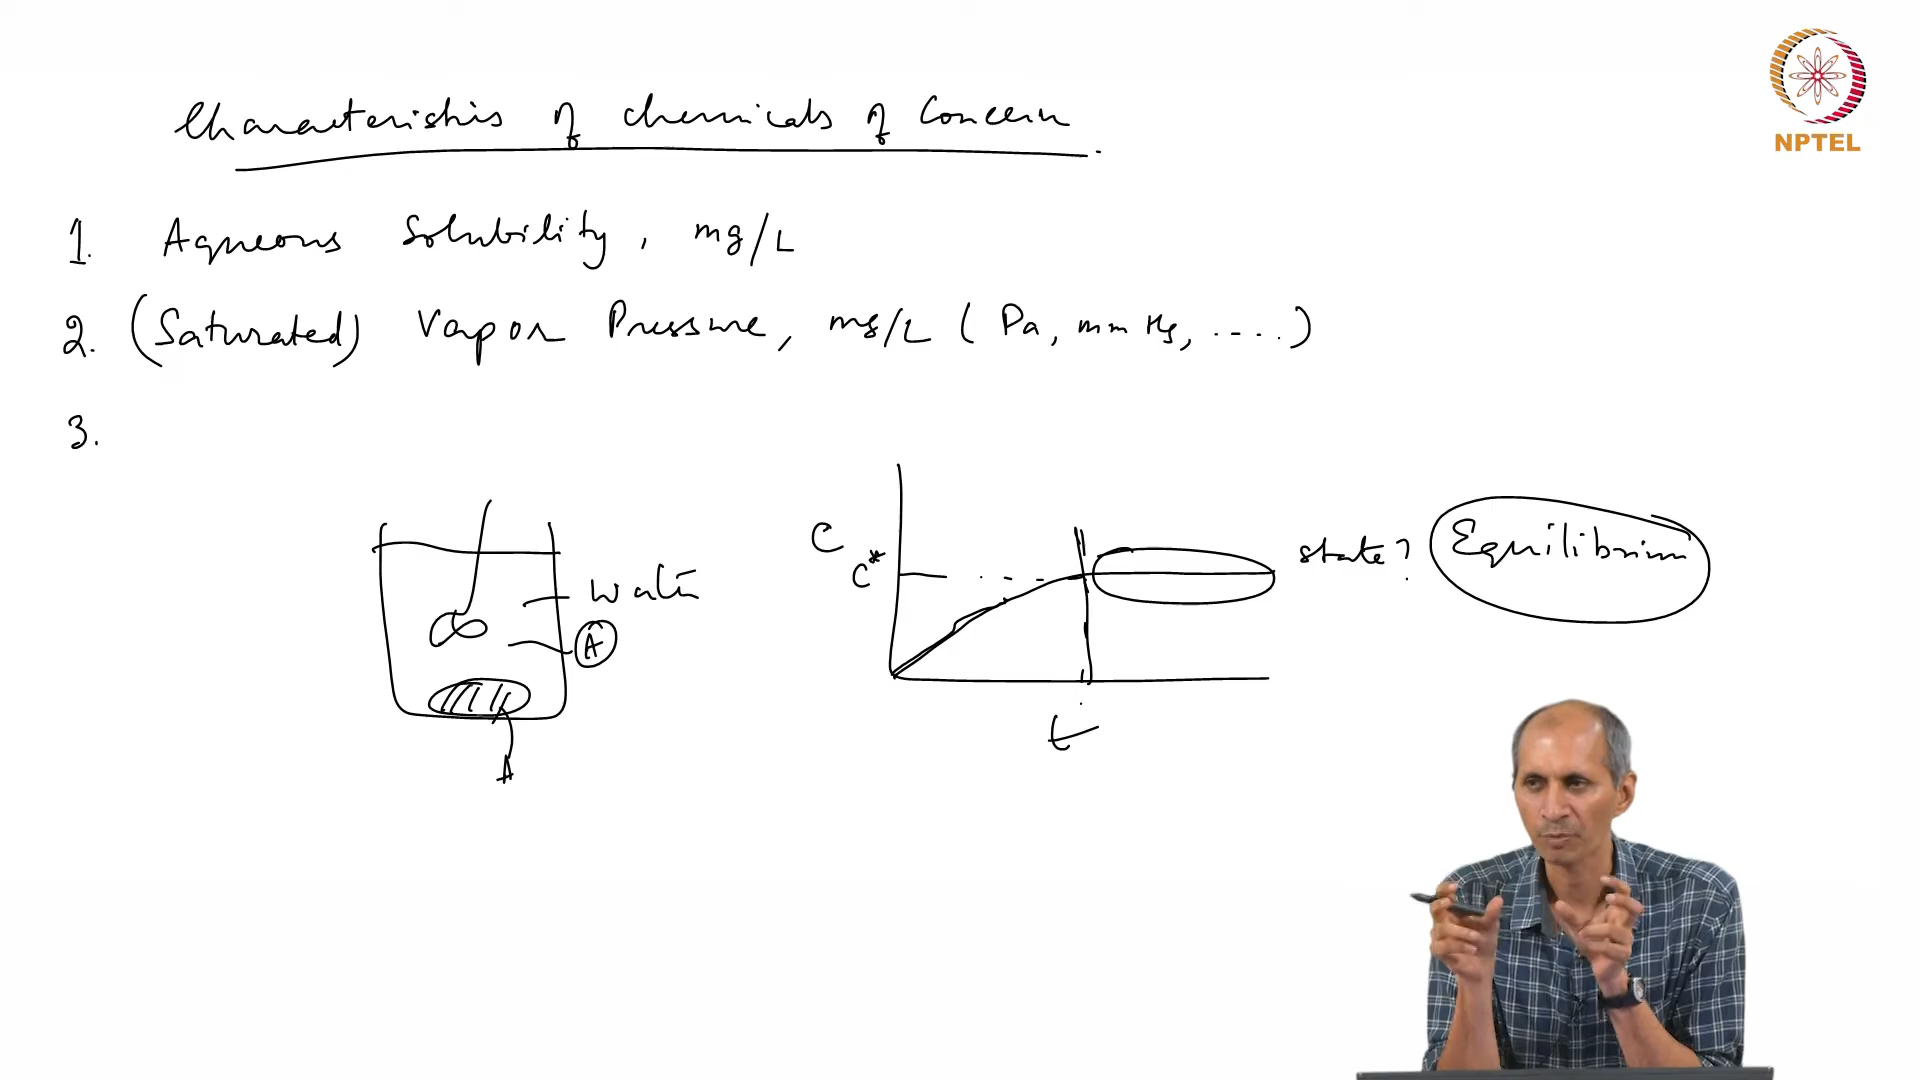 NPTEL
Characteristics of Chemicals of Concern.
1. Aqueous Solubility, mg/L
2. (Saturated) Vapor Pressure, mg/L (Pa, mm Hg, ....)
3.
Water
A
A
C
C*
t
state? Equilibrium